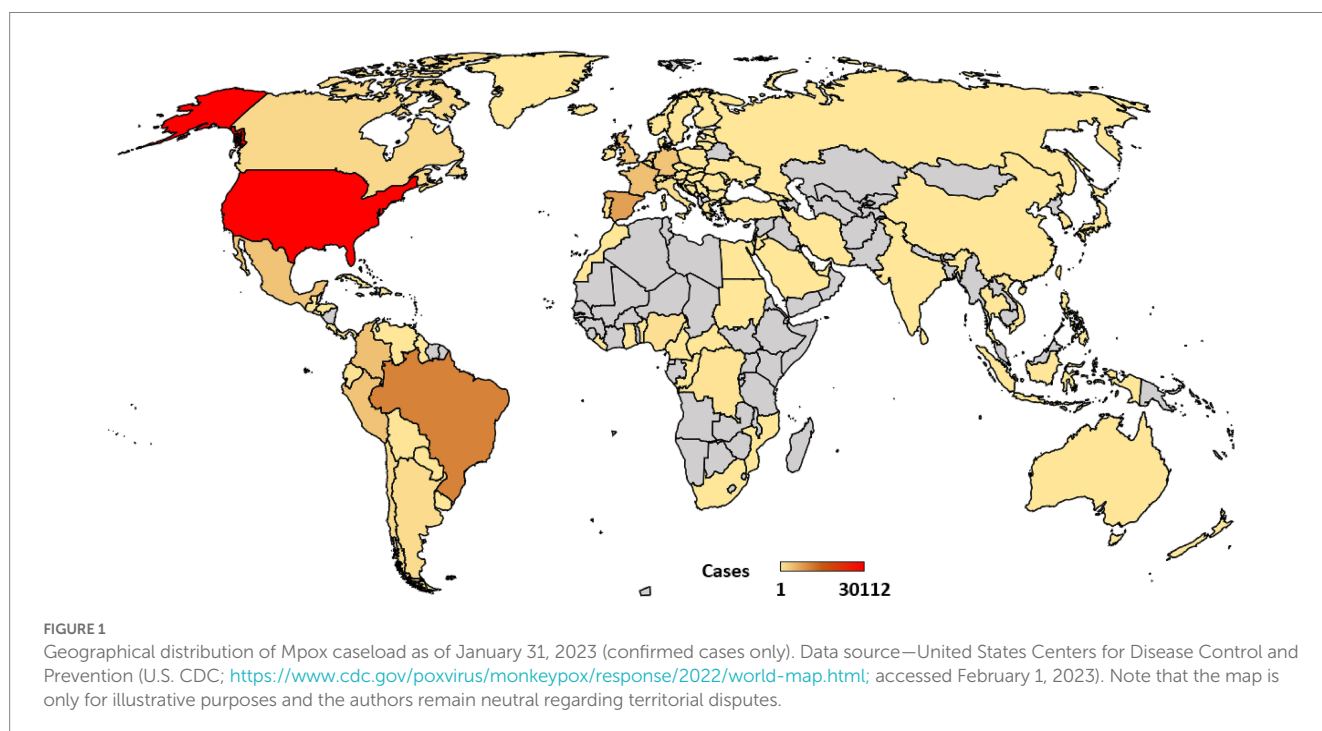 Cases
1 30112
FIGURE 1
Geographical distribution of Mpox caseload as of January 31, 2023 (confirmed cases only). Data source—United States Centers for Disease Control and
Prevention (U.S. CDC; https://www.cdc.gov/poxvirus/monkeypox/response/2022/world-map.html; accessed February 1, 2023). Note that the map is
only for illustrative purposes and the authors remain neutral regarding territorial disputes.